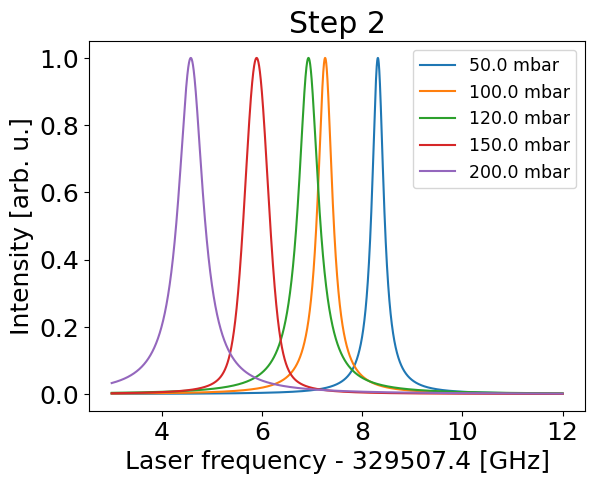 Step 2
1.0
0.8
0.6
0.4
0.2
0.0
Intensity [arb. u.]
50.0 mbar
100.0 mbar
120.0 mbar
150.0 mbar
200.0 mbar
4
6
8
10
12
Laser frequency - 329507.4 [GHz]